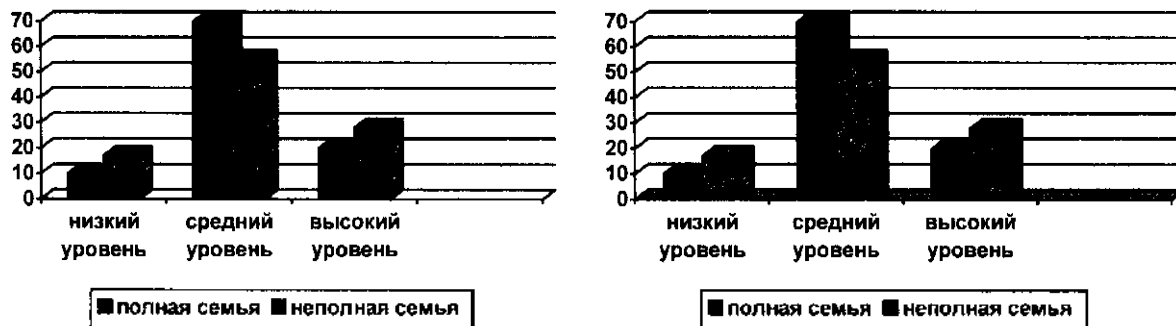 70
60
50
40
30
20
10
0
низкий уровень
средний уровень
высокий уровень
полная семья неполная семья
70
60
50
40
30
20
10
0
низкий уровень
средний уровень
высокий уровень
полная семья неполная семья